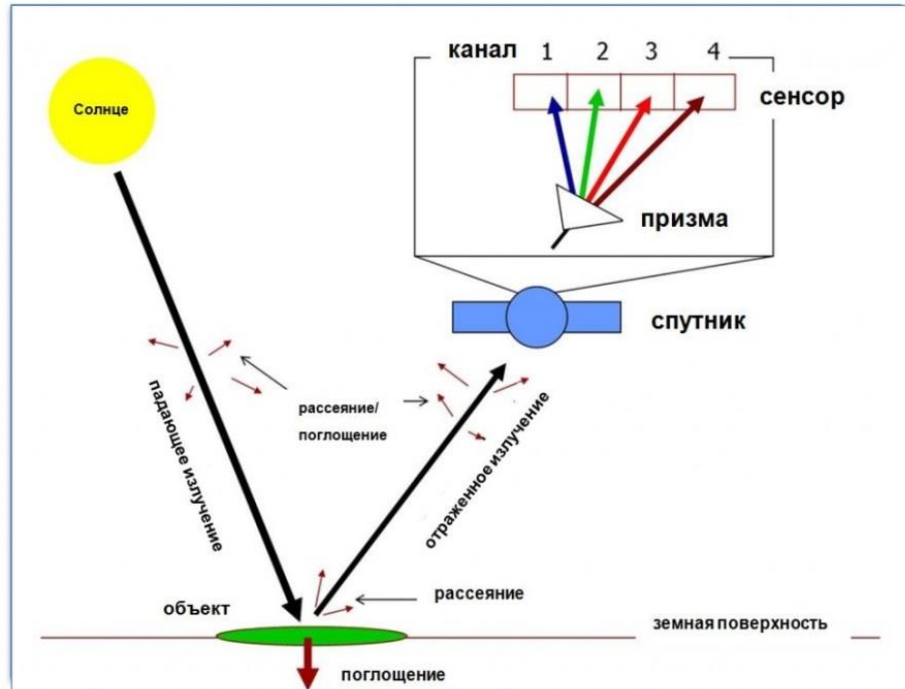 канал 1 2 3 4
Солнце
сенсор
призма
спутник
рассеяние/
поглощение
падающее излучение
отраженное излучение
рассеяние
объект
земная поверхность
поглощение